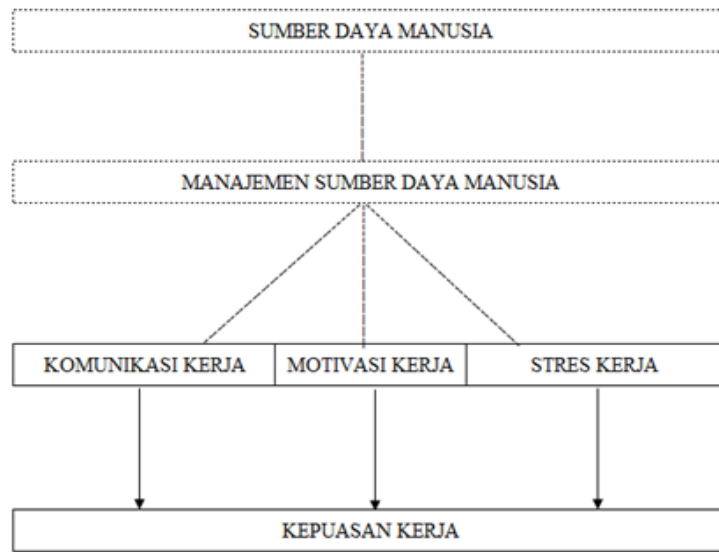 SUMBER DAYA MANUSIA
MANAJEMEN SUMBER DAYA MANUSIA
KOMUNIKASI KERJA
MOTIVASI KERJA
STRES KERJA
KEPUASAN KERJA